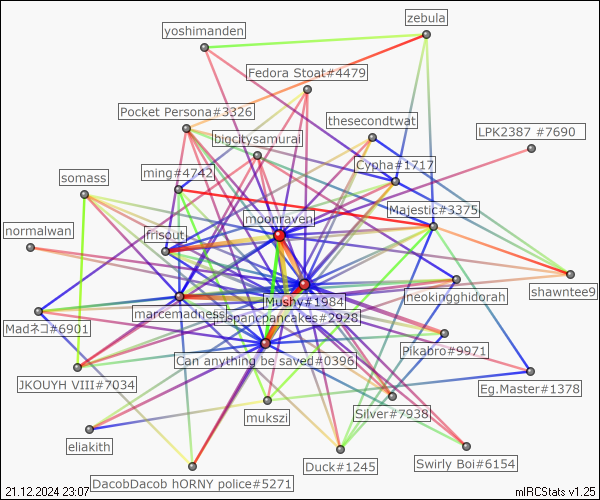 zebula
yoshimanden
Fedora Stoat#4479
Pocket Persona#3326
thesecondtwat
LPK2387 #7690
bigcitysamurai
Cypha#1717
ming#4742
somass
Majestic#3375
moonraven
normalwan
frisout
shawntee9
neokingghidorah
Mushy#1984
marcemadness
pancakes#2928
Madネコ#6901
Pikabro#9971
Can anything be saved#0396
JKOUYH VIII#7034
Eg.Master#1378
Silver#7938
mukszi
eliakith
Swirly Boi#6154
Duck#1245
DacobDacob hORNY police#5271
21.12.2024 23:07
mIRCStats v1.25